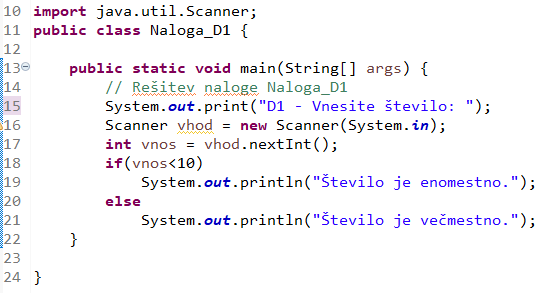 10 import java.util.Scanner;
11 public class Naloga_D1 {
12
13 public static void main(String[] args) {
14 // Rešitev naloge Naloga_D1
15 System.out.print("D1 - Vnesite število: ");
16 Scanner vhod = new Scanner(System.in);
17 int vnos = vhod.nextInt();
18 if(vnos<10)
19 System.out.println("Število je enomestno.");
20 else
21 System.out.println("Število je večmestno.");
22 }
23
24 }